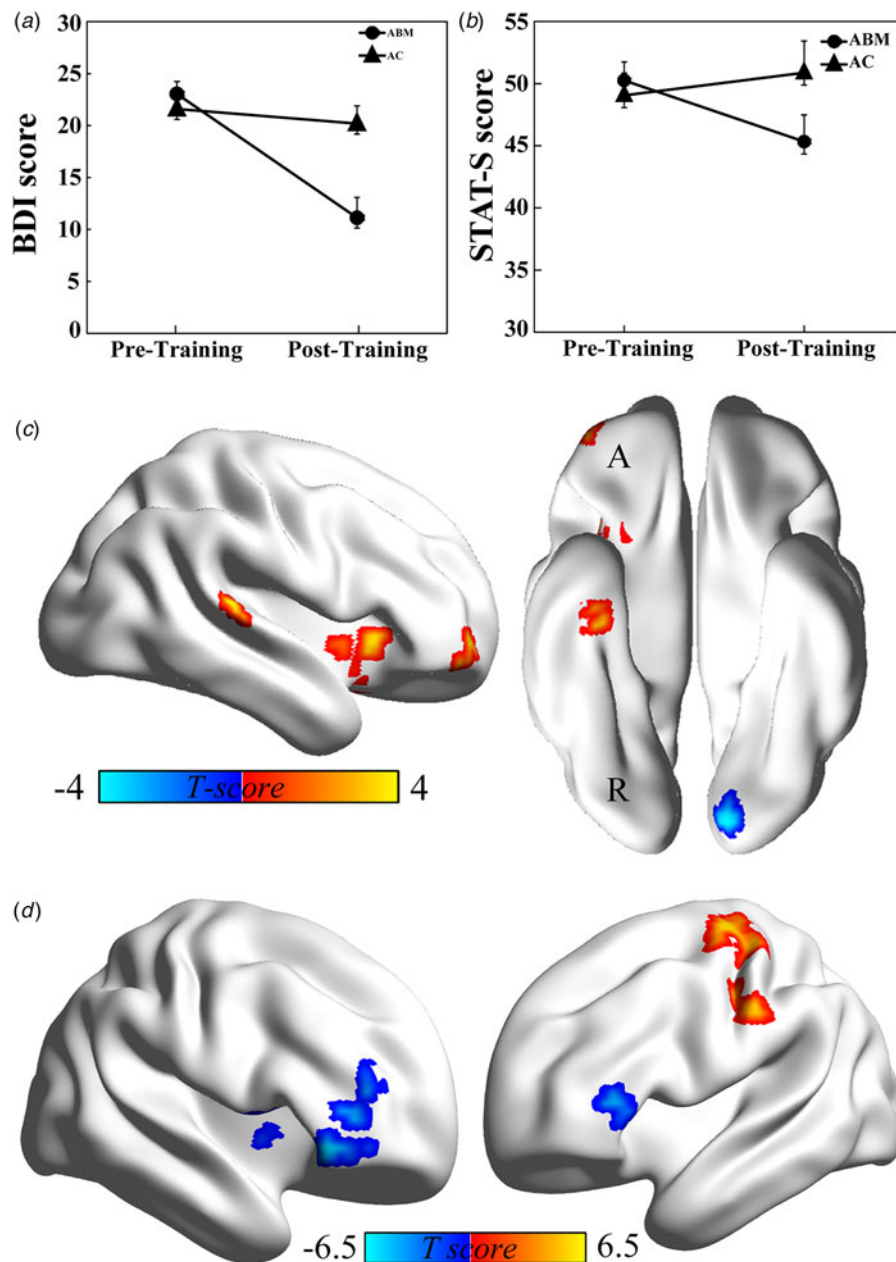 (a)
30
25
20
15
10
5
0
BDI score
ABM
AC
Pre-Training Post-Training
(b)
55
50
45
40
35
30
STAT-S score
ABM
AC
Pre-Training Post-Training
(c)
A
R
-4 T-score 4
(d)
-6.5 T score 6.5